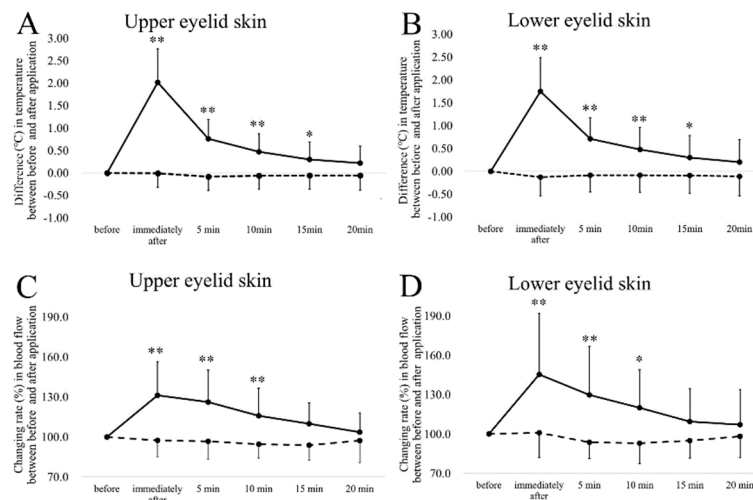 A
Upper eyelid skin
Difference (℃) in temperature
between before and after application
3.00
2.50
2.00
1.50
1.00
0.50
0.00
-0.50
-1.00
**
**
**
*
before
immediately
after
5 min
10min
15min
20min
B
Lower eyelid skin
Difference (℃) in temperature
between before and after application
3.00
2.50
2.00
1.50
1.00
0.50
0.00
-0.50
-1.00
**
**
**
*
before
immediately
after
5 min
10min
15min
20min
C
Upper eyelid skin
Changing rate (%) in blood flow
between before and after application
190.0
160.0
130.0
100.0
70.0
**
**
**
before
immediately
after
5 min
10 min
15 min
20 min
D
Lower eyelid skin
Changing rate (%) in blood flow
between before and after application
190.0
160.0
130.0
100.0
70.0
**
**
*
before
immediately
after
5 min
10 min
15 min
20 min